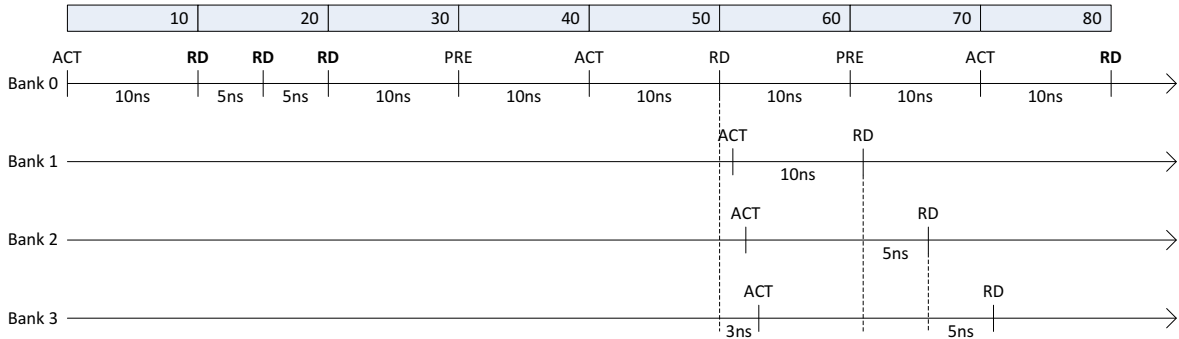 10 20 30 40 50 60 70 80
ACT RD RD RD PRE ACT RD PRE ACT RD
Bank 0
10ns 5ns 5ns 10ns 10ns 10ns 10ns 10ns 10ns
ACT RD
Bank 1
10ns
ACT RD
Bank 2
5ns
ACT RD
Bank 3
3ns 5ns